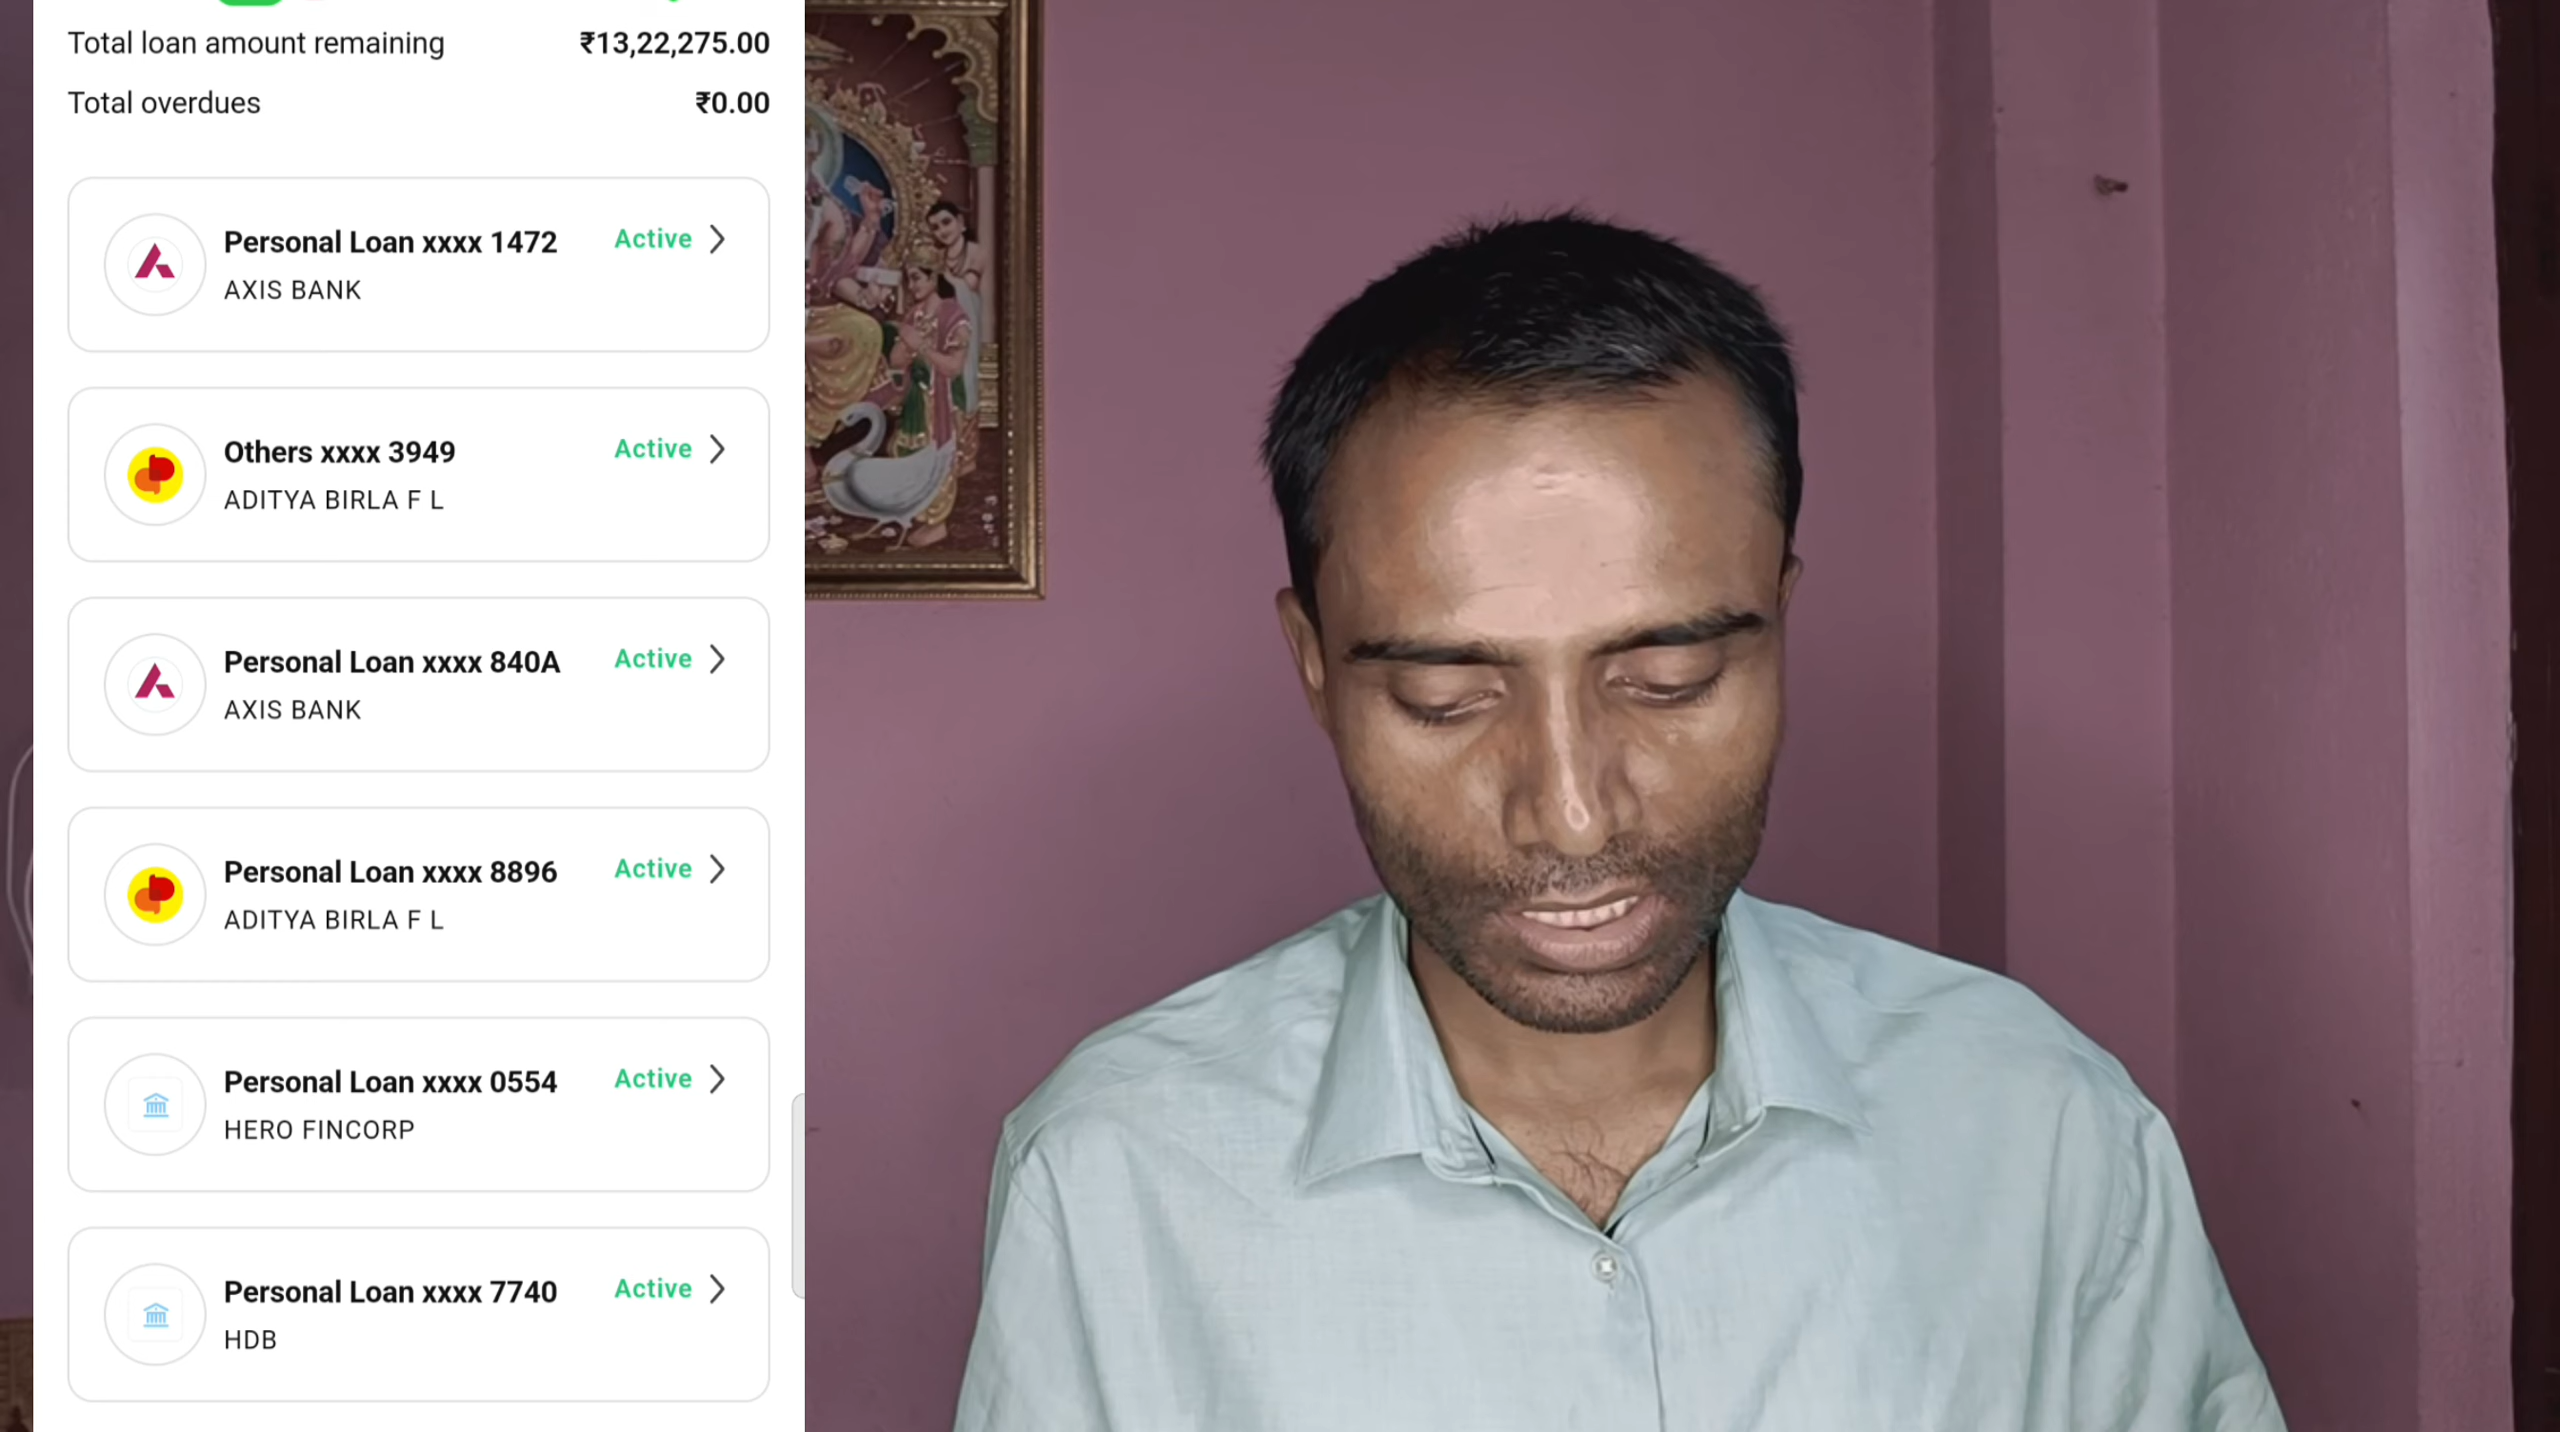 Total loan amount remaining ₹13,22,275.00
Total overdues ₹0.00
Personal Loan xxxx 1472 Active
AXIS BANK
Others xxxx 3949 Active
ADITYA BIRLA F L
Personal Loan xxxx 840A Active
AXIS BANK
Personal Loan xxxx 8896 Active
ADITYA BIRLA F L
Personal Loan xxxx 0554 Active
HERO FINCORP
Personal Loan xxxx 7740 Active
HDB